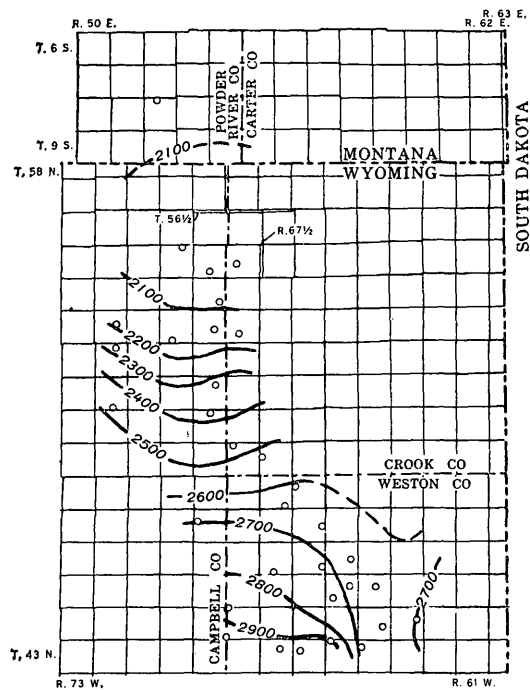 R. 50 E.
R. 63 E.
R. 62 E.
T. 6 S.
POWDER
RIVER CO
CARTER CO
SOUTH DAKOTA
T. 9 S.
2100
MONTANA
T, 58 N.
WYOMING
T. 56½
R.67½
2100
2200
2300
2400
2500
CROOK CO
WESTON CO
2600
2700
2800
2700
2900
CAMPBELL CO
T, 43 N.
R. 73 W.
R. 61 W.